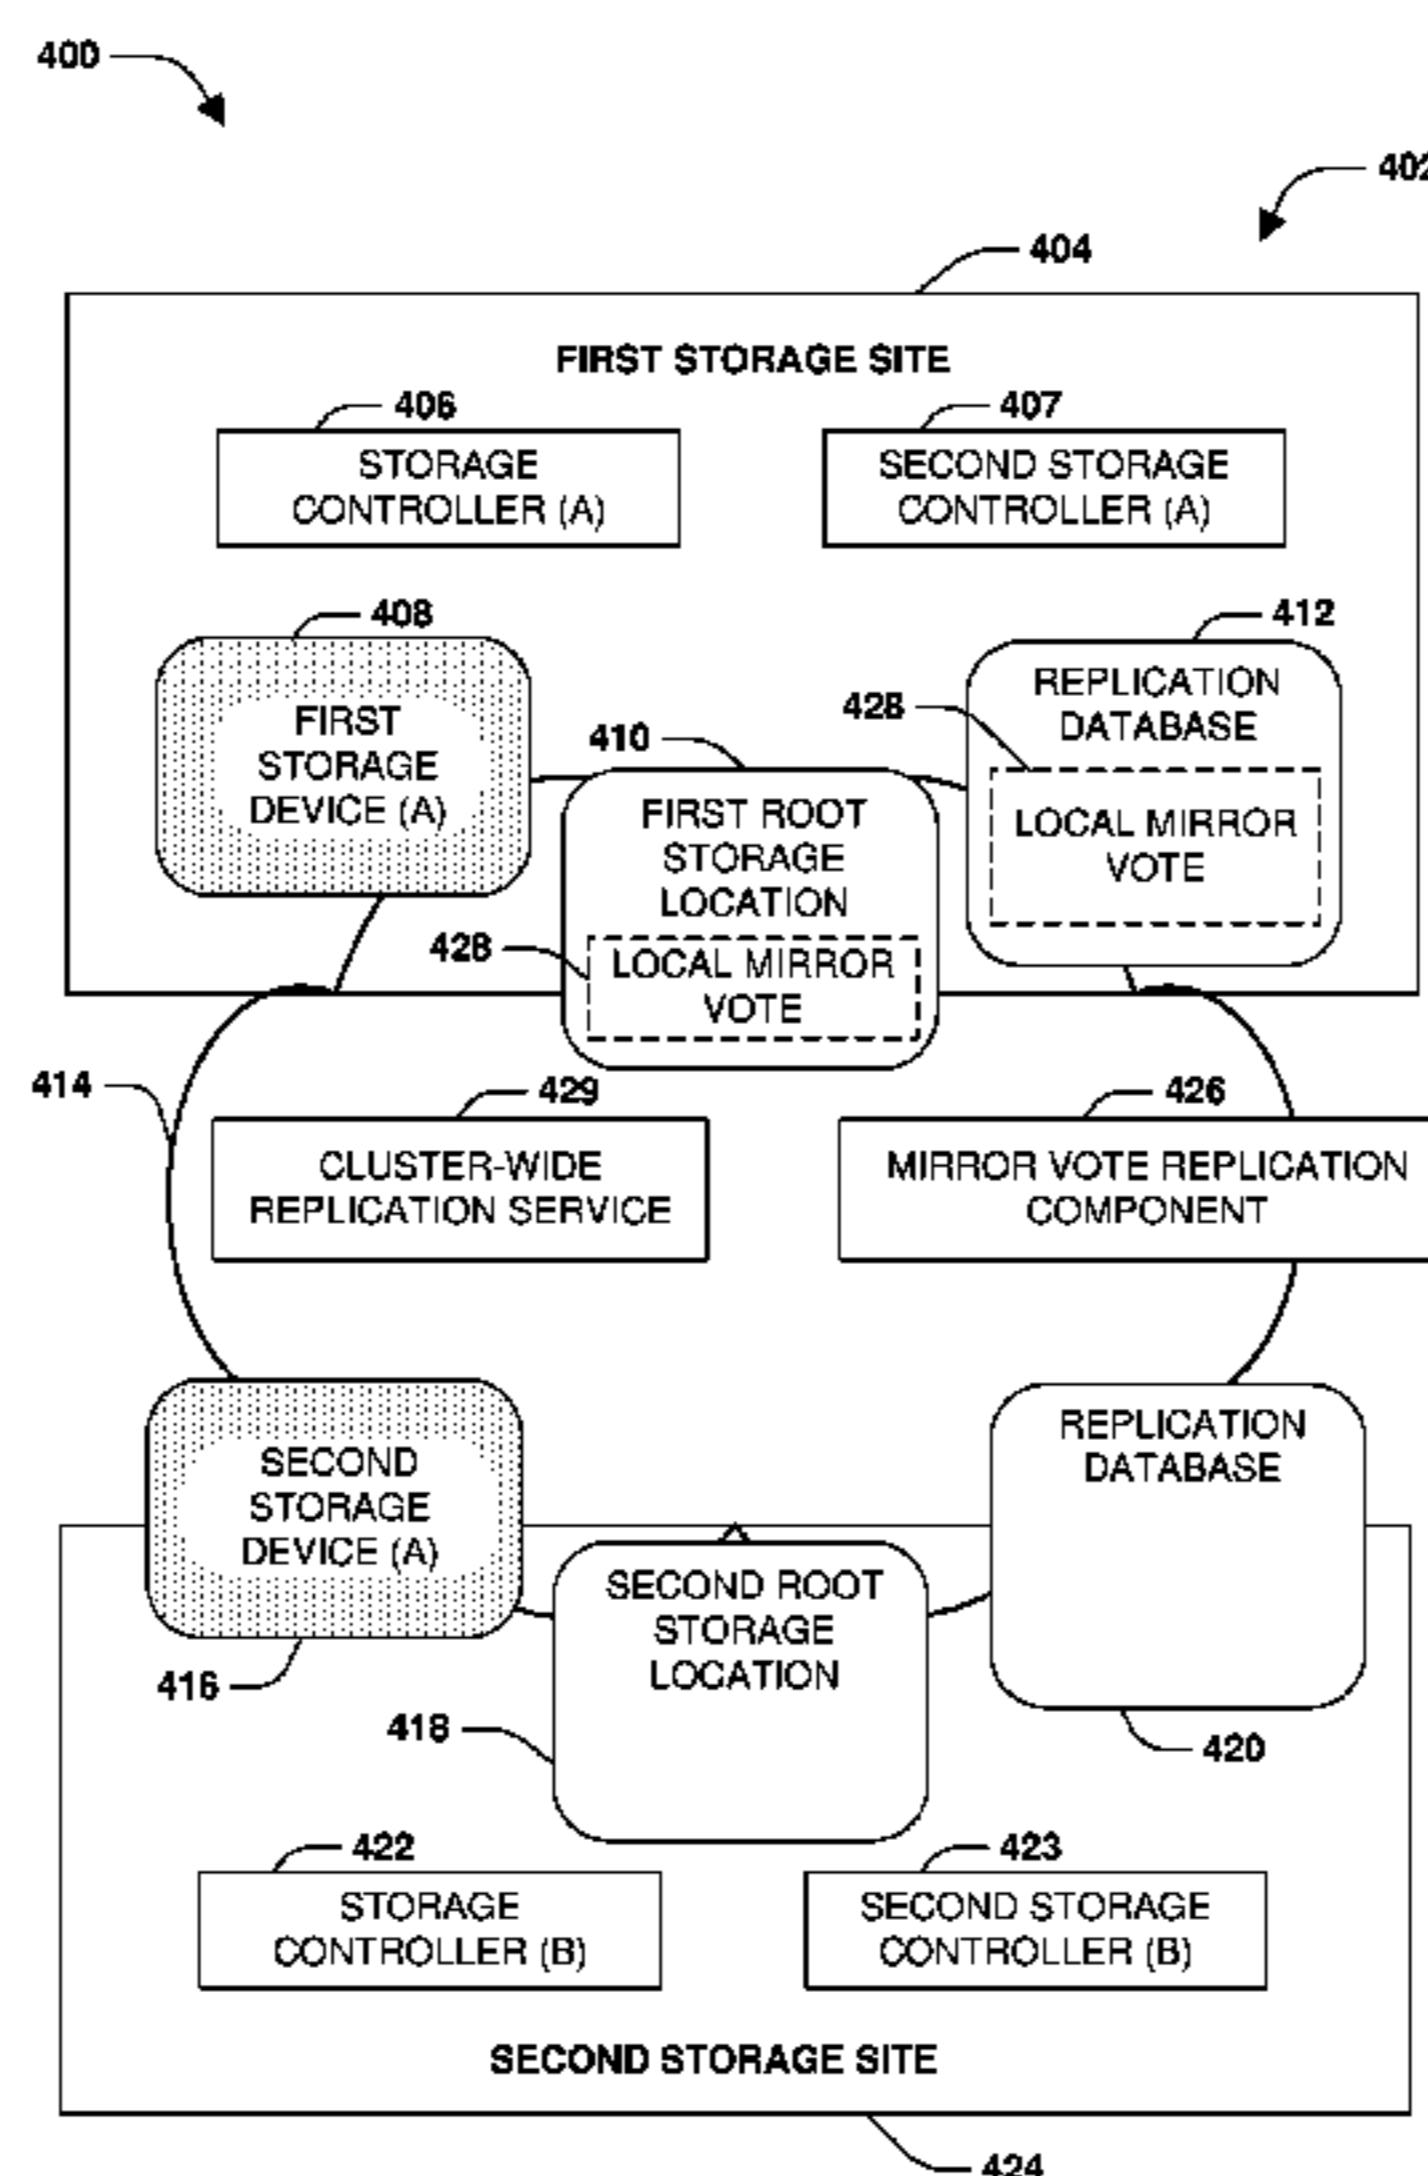 400
402
404
FIRST STORAGE SITE
406
407
STORAGE
CONTROLLER (A)
SECOND STORAGE
CONTROLLER (A)
408
412
FIRST
STORAGE
DEVICE (A)
410
428
REPLICATION
DATABASE
LOCAL MIRROR
VOTE
FIRST ROOT
STORAGE
LOCATION
428
LOCAL MIRROR
VOTE
414
429
426
CLUSTER-WIDE
REPLICATION SERVICE
MIRROR VOTE REPLICATION
COMPONENT
SECOND
STORAGE
DEVICE (A)
REPLICATION
DATABASE
SECOND ROOT
STORAGE
LOCATION
416
418
420
422
423
STORAGE
CONTROLLER (B)
SECOND STORAGE
CONTROLLER (B)
SECOND STORAGE SITE
424